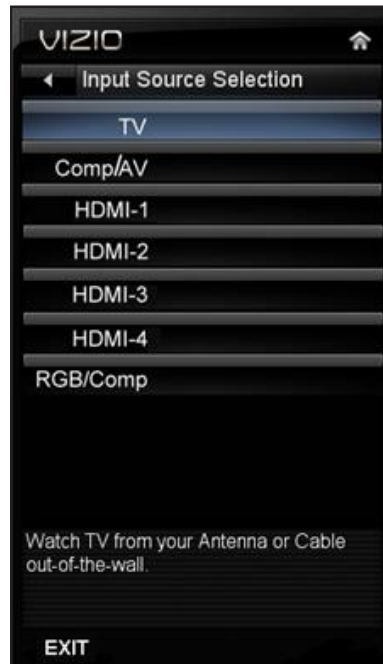 VIZIO
Input Source Selection
TV
Comp/AV
HDMI-1
HDMI-2
HDMI-3
HDMI-4
RGB/Comp
Watch TV from your Antenna or Cable
out-of-the-wall.
EXIT